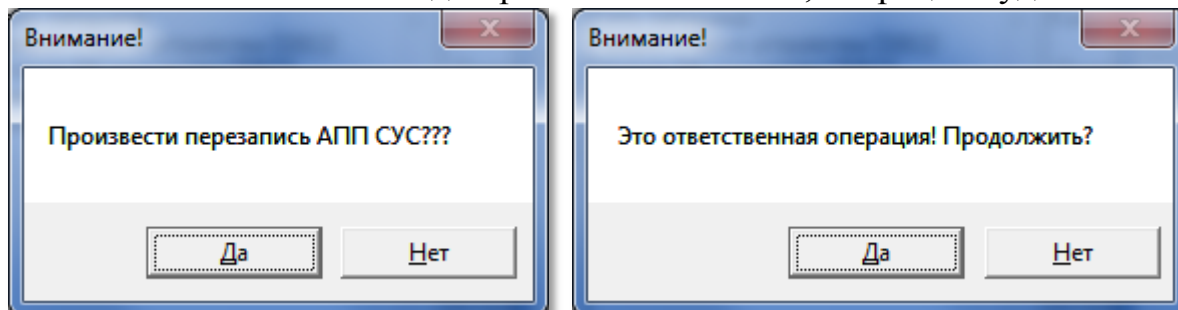 Внимание!
Произвести перезапись АПП СУС???
Да
Нет
Внимание!
Это ответственная операция! Продолжить?
Да
Нет